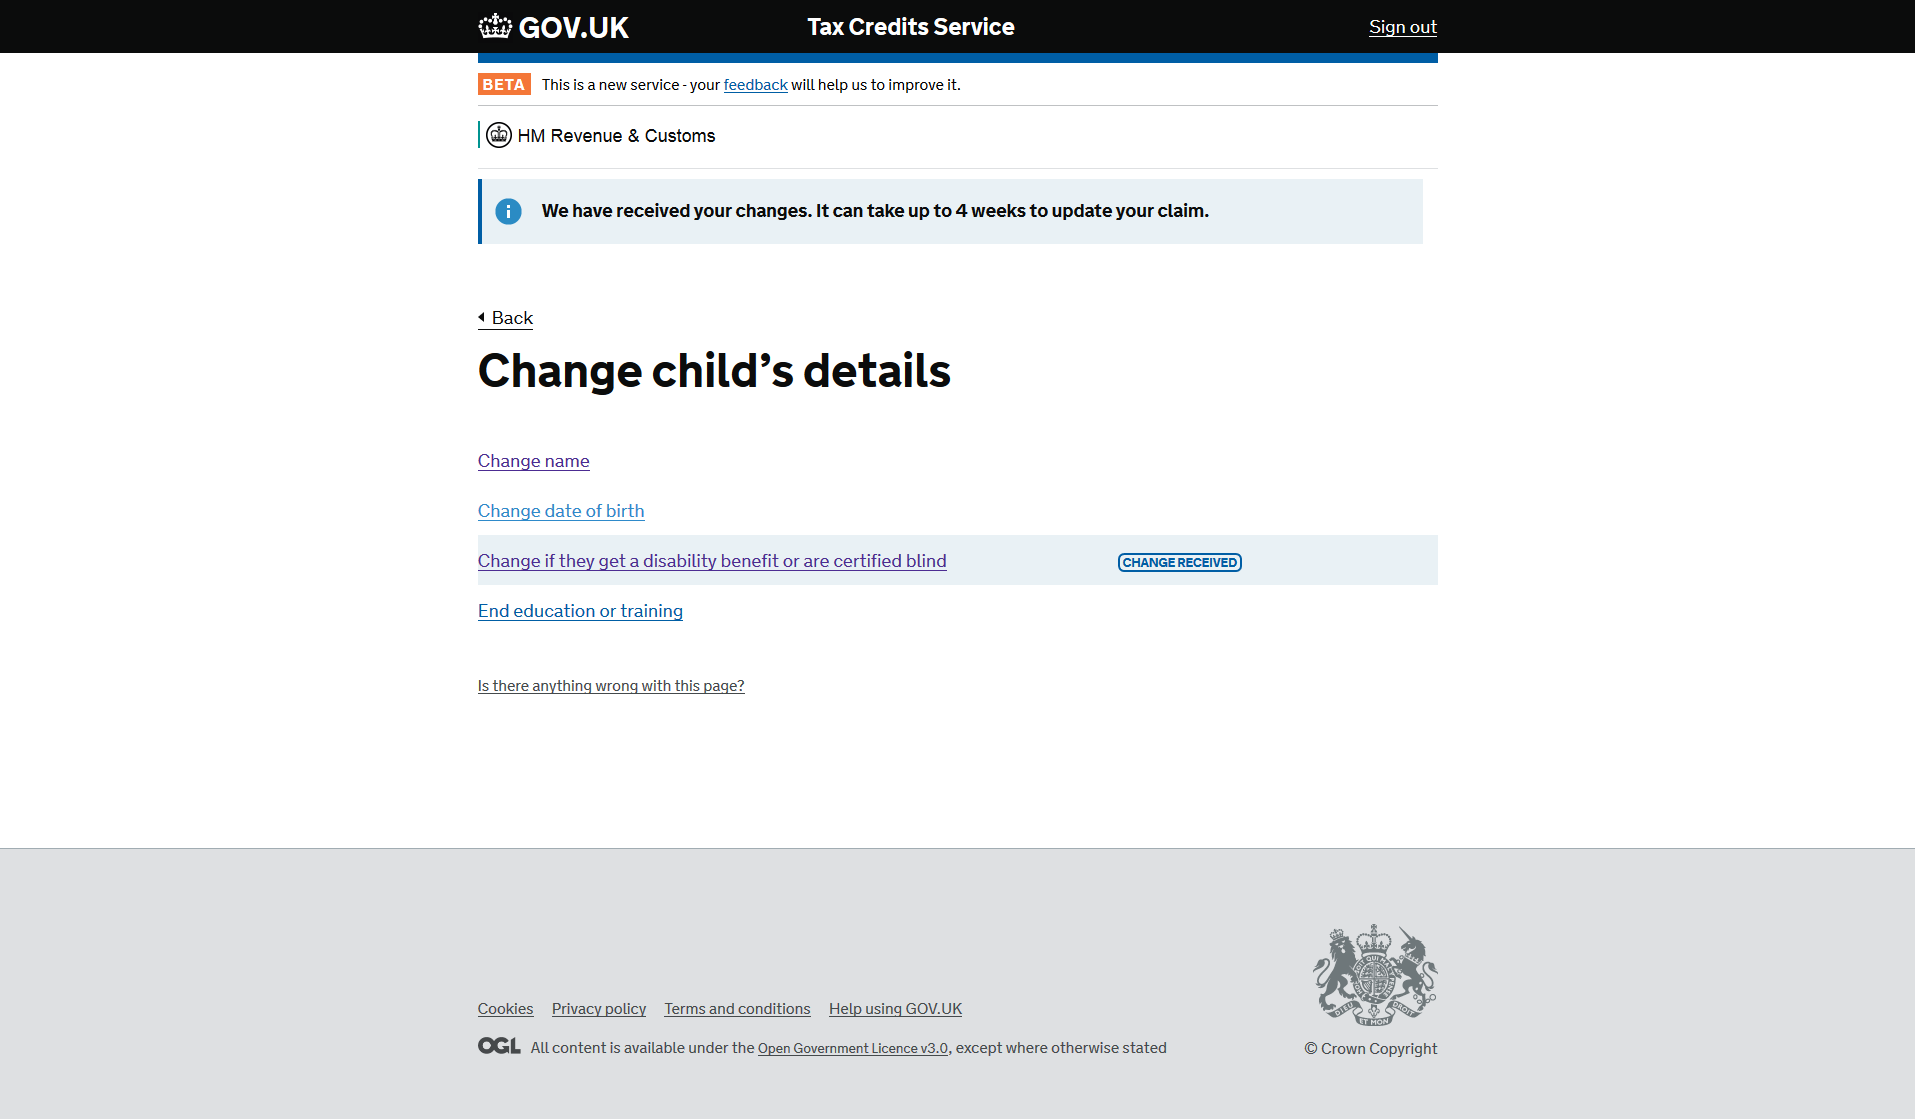 GOV.UK
Tax Credits Service
Sign out
BETA This is a new service - your feedback will help us to improve it.
HM Revenue & Customs
We have received your changes. It can take up to 4 weeks to update your claim.
Back
Change child’s details
Change name
Change date of birth
Change if they get a disability benefit or are certified blind
CHANGE RECEIVED
End education or training
Is there anything wrong with this page?
Cookies Privacy policy Terms and conditions Help using GOV.UK
OGL All content is available under the Open Government Licence v3.0, except where otherwise stated
© Crown Copyright